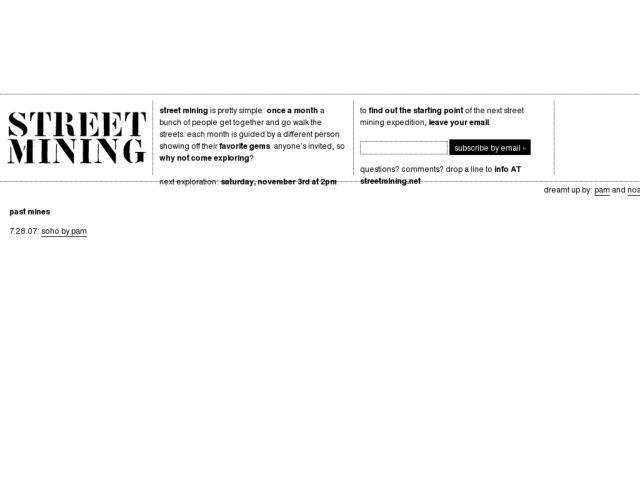 STREET
MINING
street mining is pretty simple: once a month a
bunch of people get together and go walk the
streets. each month is guided by a different person
showing off their favorite gems. anyone's invited, so
why not come exploring?
next exploration: saturday, november 3rd at 2pm
to find out the starting point of the next street
mining expedition, leave your email.
subscribe by email »
questions? comments? drop a line to info AT
streetmining.net
dreamt up by: pam and noa
past mines
7.28.07: soho by pam